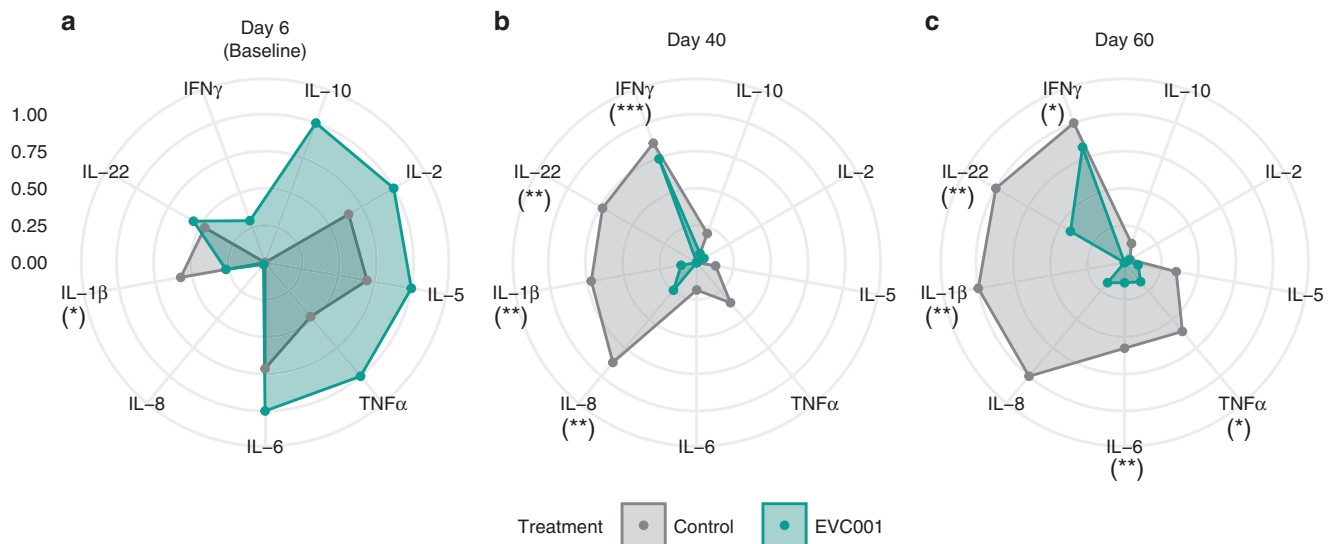 a
Day 6
(Baseline)
1.00
0.75
0.50
0.25
0.00
IFNγ
IL−10
IL−22
IL−2
IL−1β
(*)
IL−5
IL−8
TNFα
IL−6
b
Day 40
IFNγ
(***)
IL−10
IL−22
(**)
IL−2
IL−1β
(**)
IL−5
IL−8
(**)
TNFα
IL−6
c
Day 60
IFNγ
(*)
IL−10
IL−22
(**)
IL−2
IL−1β
(**)
IL−5
IL−8
TNFα
(*)
IL−6
(**)
Treatment Control EVC001